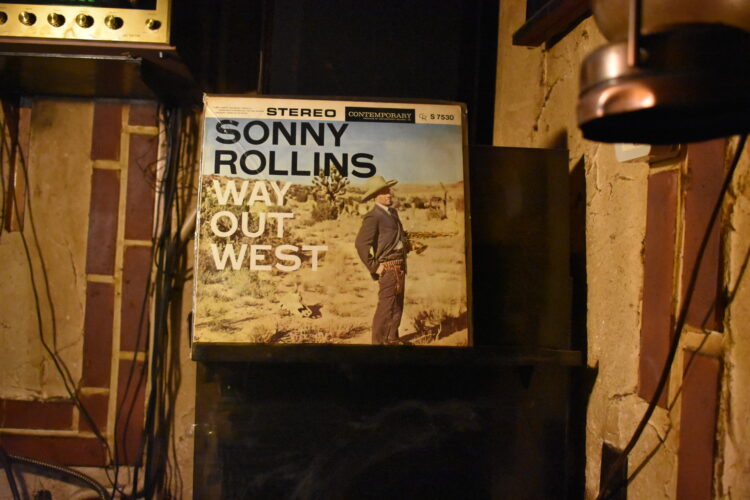 STEREO CONTEMPORARY S 7530
SONNY
ROLLINS
WAY
OUT
WEST